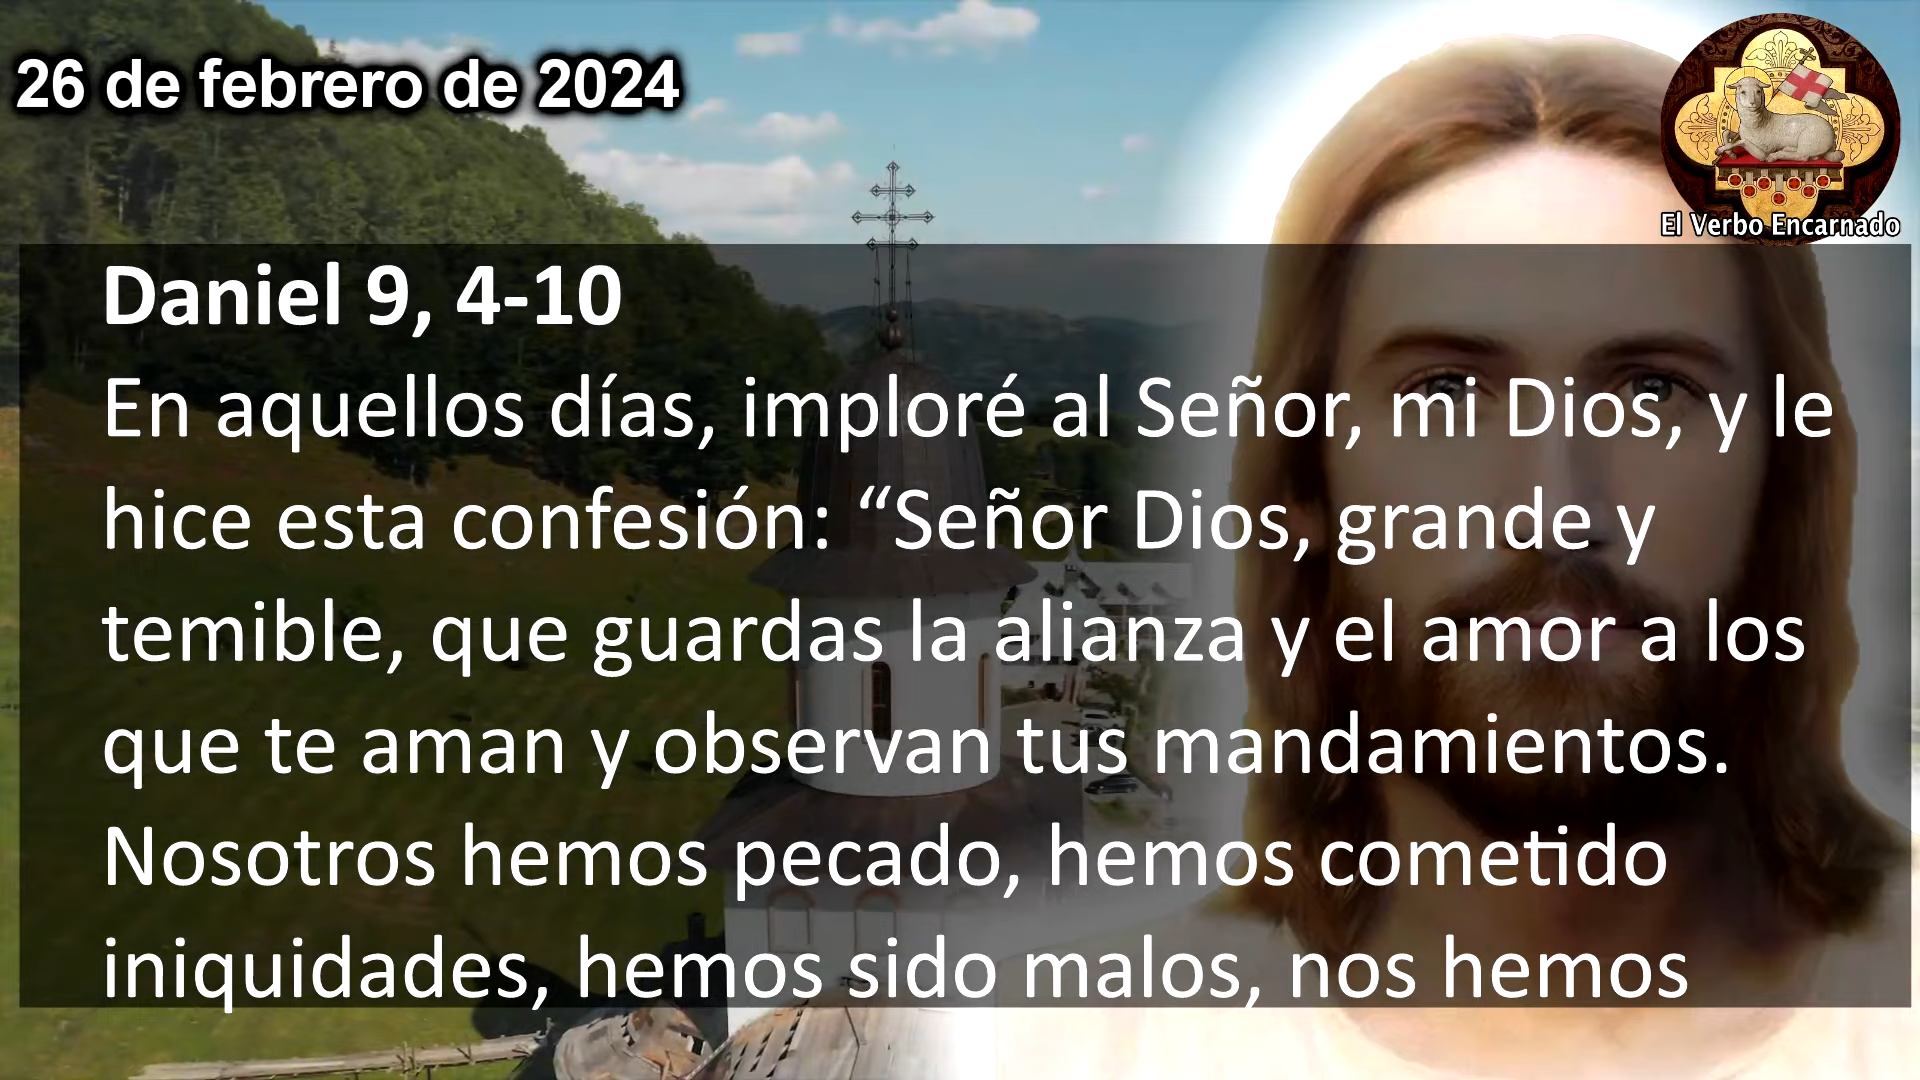 26 de febrero de 2024
El Verbo Encarnado
Daniel 9, 4-10
En aquellos días, imploré al Señor, mi Dios, y le
hice esta confesión: “Señor Dios, grande y
temible, que guardas la alianza y el amor a los
que te aman y observan tus mandamientos.
Nosotros hemos pecado, hemos cometido
iniquidades, hemos sido malos, nos hemos